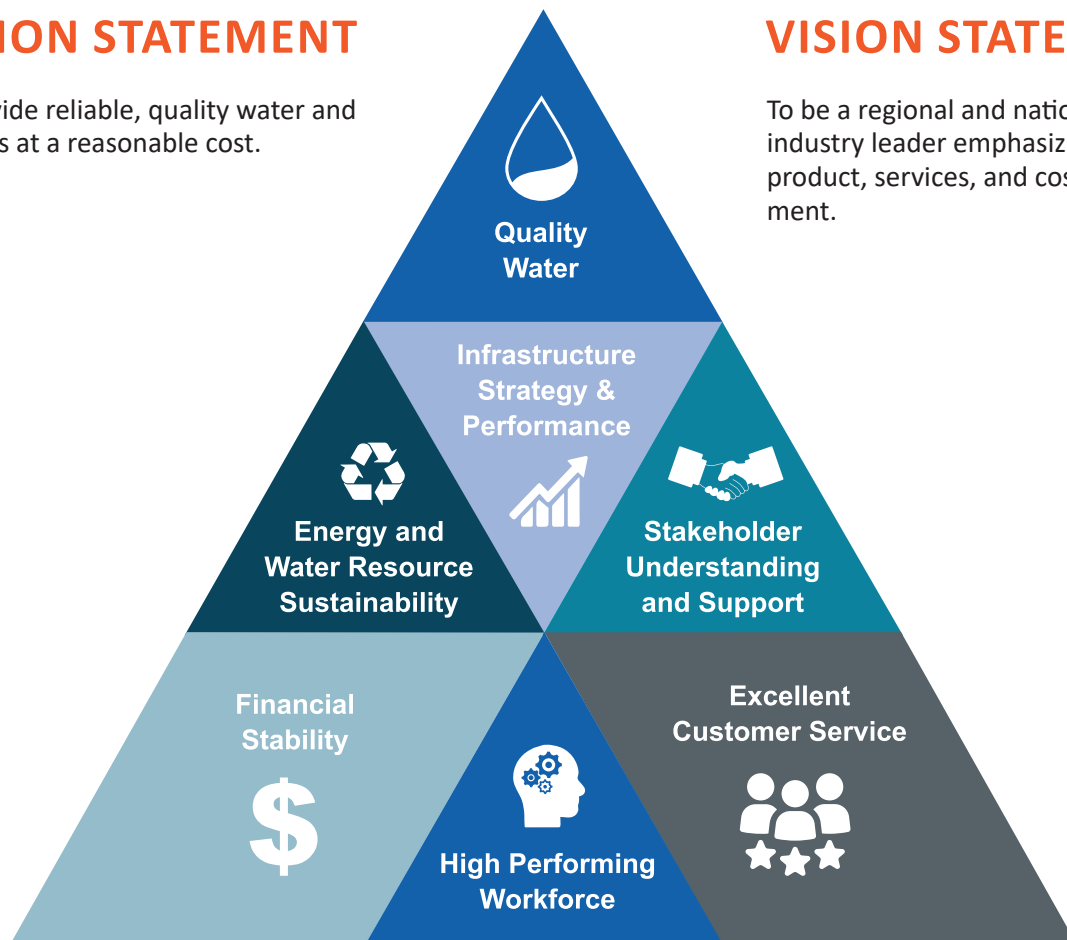 ION STATEMENT
vide reliable, quality water and
s at a reasonable cost.
VISION STATE
To be a regional and natio
industry leader emphasiz
product, services, and cos
ment.
Quality
Water
Infrastructure
Strategy &
Performance
Energy and
Water Resource
Sustainability
Stakeholder
Understanding
and Support
Financial
Stability
$
High Performing
Workforce
Excellent
Customer Service